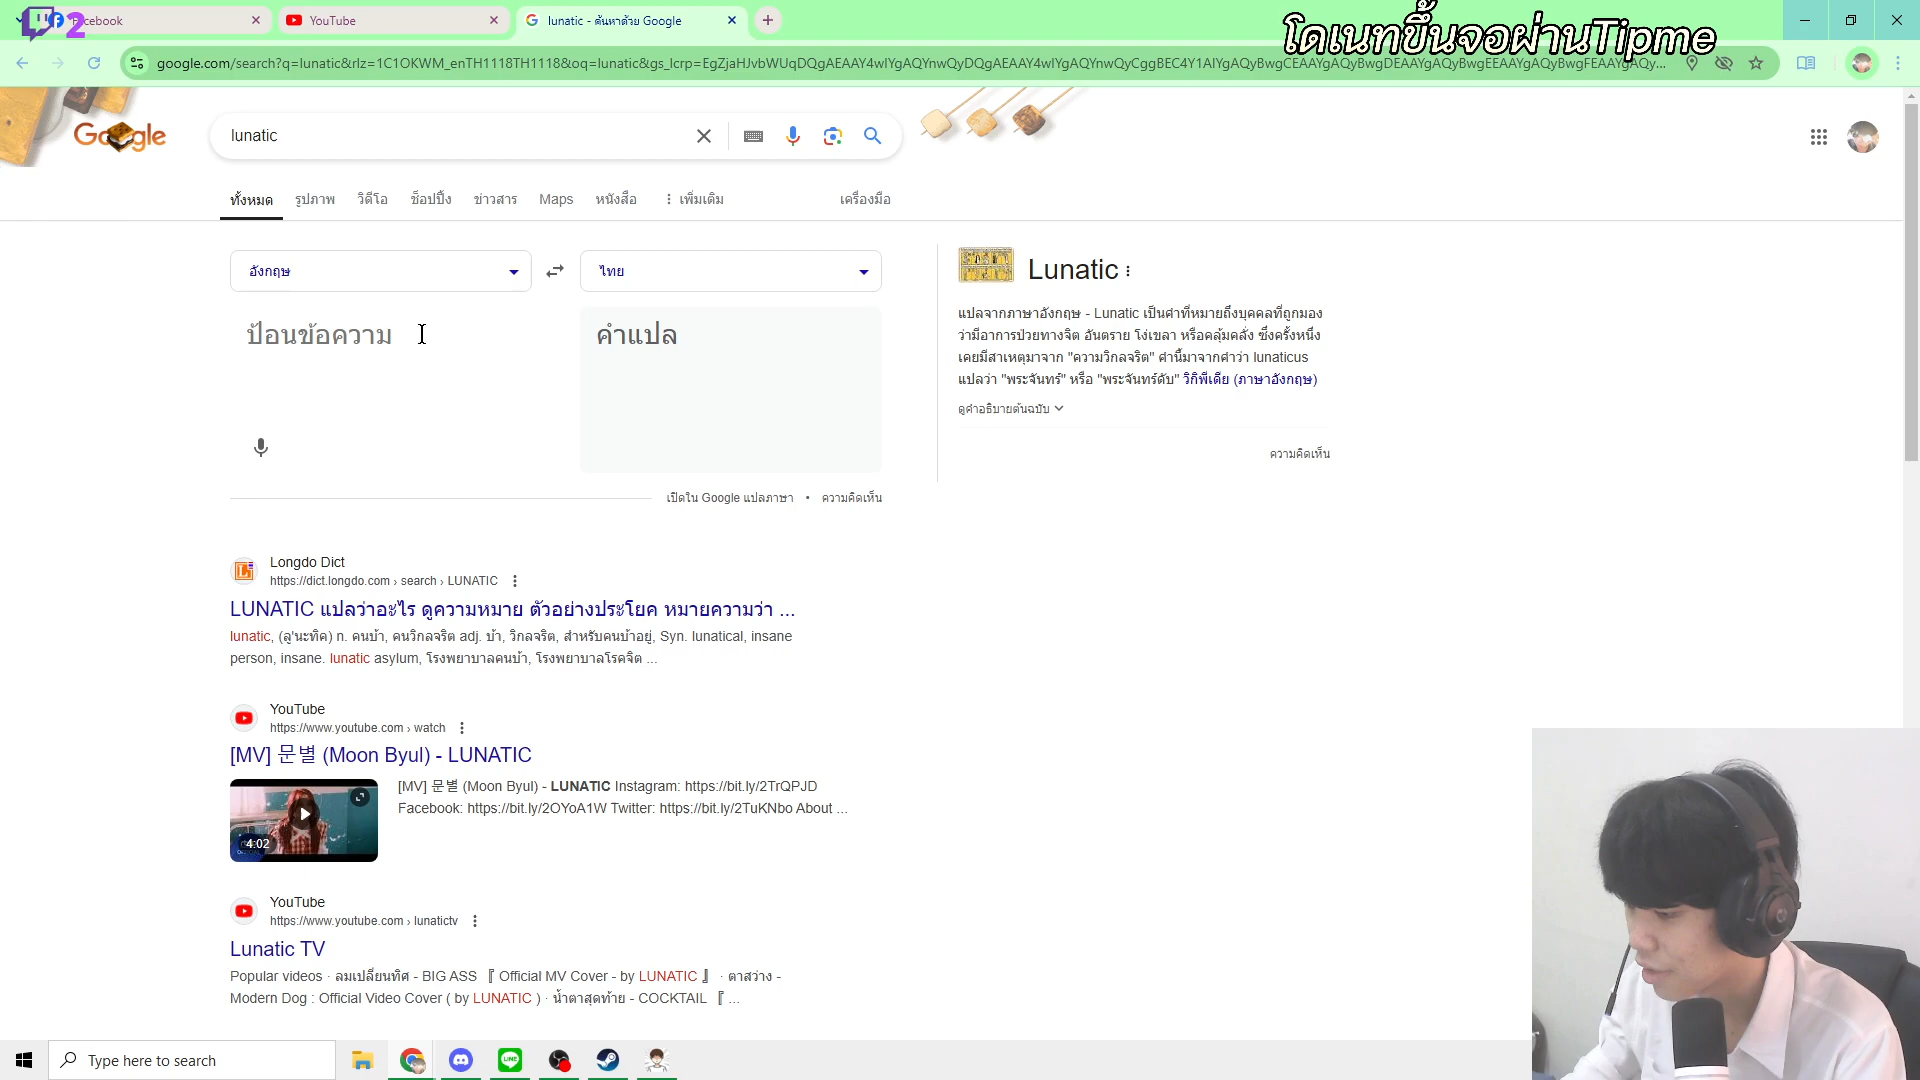 2
facebook
YouTube
lunatic - ค้นหาด้วย Google
โดเนทขึ้นจอผ่านTipme
google.com/search?q=lunatic&rlz=1C1OKWM_enTH1118TH1118&oq=lunatic&gs_lcrp=EgZjaHJvbWUqDQgAEAAY4wIYgAQYnwQyDQgAEAAY4wIYgAQYnwQyCggBEC4Y1AIYgAQyBwgCEAAYgAQyBwgDEAAYgAQyBwgEEAAYgAQyBwgFEAAYgAQy...
Google
lunatic
ทั้งหมด
รูปภาพ
วิดีโอ
ช็อปปิ้ง
ข่าวสาร
Maps
หนังสือ
เพิ่มเติม
เครื่องมือ
อังกฤษ
ไทย
ป้อนข้อความ
คำแปล
เปิดใน Google แปลภาษา • ความคิดเห็น
Lunatic
แปลจากภาษาอังกฤษ - Lunatic เป็นคำที่หมายถึงบุคคลที่ถูกมอง
ว่ามีอาการป่วยทางจิต อันตราย โง่เขลา หรือคลุ้มคลั่ง ซึ่งครั้งหนึ่ง
เคยมีสาเหตุมาจาก "ความวิกลจริต" คำนี้มาจากคำว่า lunaticus
แปลว่า "พระจันทร์" หรือ "พระจันทร์ดับ" วิกิพีเดีย (ภาษาอังกฤษ)
ดูคำอธิบายต้นฉบับ
ความคิดเห็น
Longdo Dict
https://dict.longdo.com › search › LUNATIC
LUNATIC แปลว่าอะไร ดูความหมาย ตัวอย่างประโยค หมายความว่า ...
lunatic, (ลู'นะทิค) n. คนบ้า, คนวิกลจริต adj. บ้า, วิกลจริต, สำหรับคนบ้าอยู่, Syn. lunatical, insane
person, insane. lunatic asylum, โรงพยาบาลคนบ้า, โรงพยาบาลโรคจิต ...
YouTube
https://www.youtube.com › watch
[MV] 문별 (Moon Byul) - LUNATIC
4:02
[MV] 문별 (Moon Byul) - LUNATIC Instagram: https://bit.ly/2TrQPJD
Facebook: https://bit.ly/2OYoA1W Twitter: https://bit.ly/2TuKNbo About ...
YouTube
https://www.youtube.com › lunatictv
Lunatic TV
Popular videos · ลมเปลี่ยนทิศ - BIG ASS 『 Official MV Cover - by LUNATIC 』 · ตาสว่าง -
Modern Dog : Official Video Cover ( by LUNATIC ) · น้ำตาสุดท้าย - COCKTAIL 『 ...
Type here to search
LINE